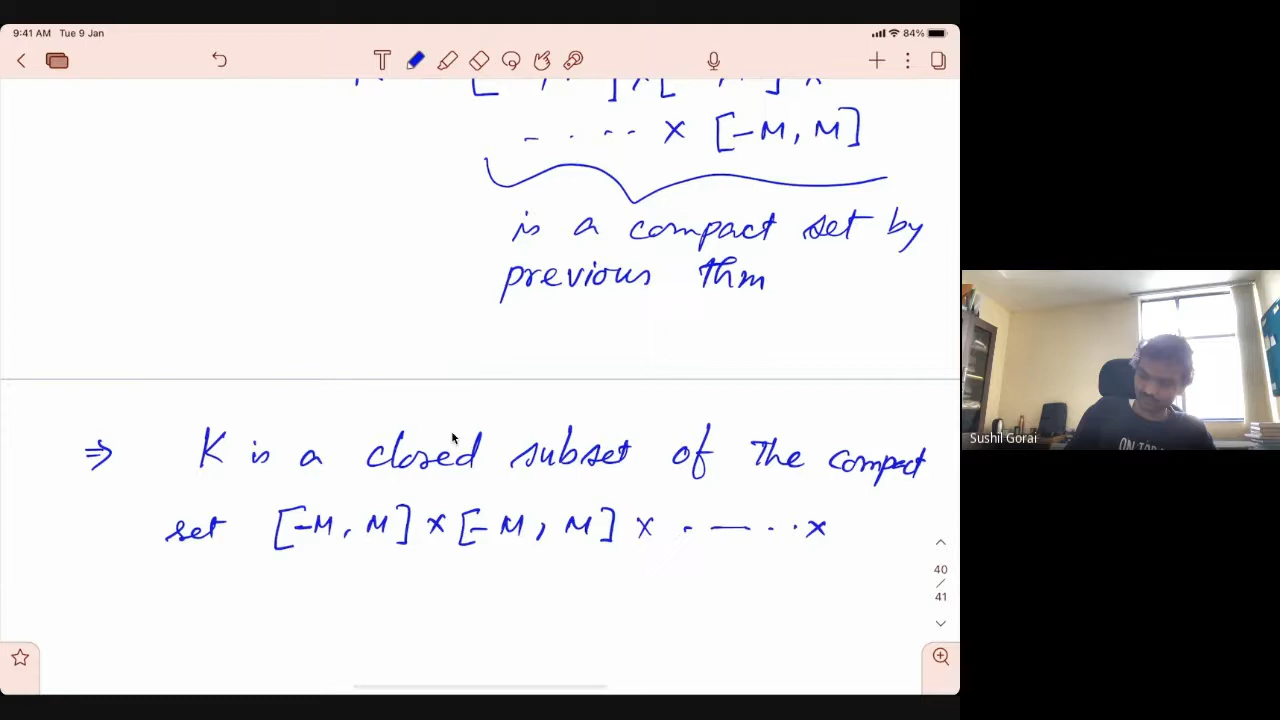 9:41 AM Tue 9 Jan
84%
T
- . . . . x [-M, M]
is a compact set by
previous thm
⇒ K is a closed subset of the compact
set [-M, M] x [-M, M] x . — . . x
40
/
41
Sushil Gorai